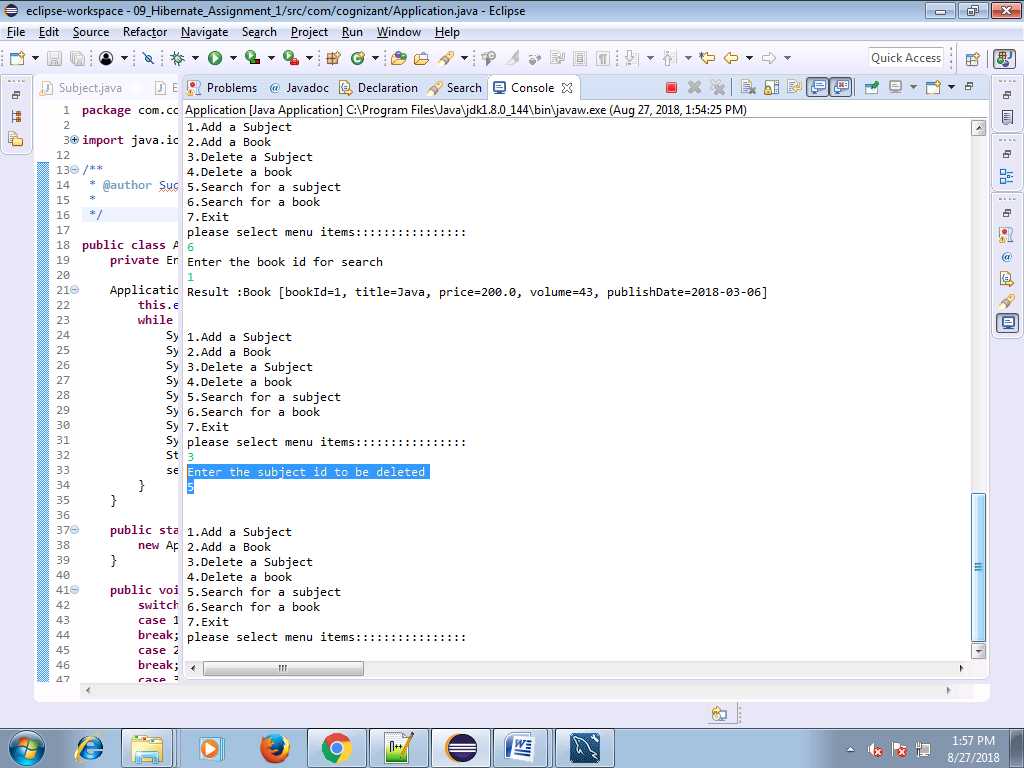 eclipse-workspace - 09_Hibernate_Assignment_1/src/com/cognizant/Application.java - Eclipse
File Edit Source Refactor Navigate Search Project Run Window Help
Quick Access
Subject.java
Problems @ Javadoc Declaration Search Console
Application [Java Application] C:\Program Files\Java\jdk1.8.0_144\bin\javaw.exe (Aug 27, 2018, 1:54:25 PM)
1 package com.co
2
3 import java.io
12
13 /**
14 * @author Suc
15 *
16 */
17
18 public class A
19 private En
20
21 Applicatio
22 this.e
23 while
24 Sy
25 Sy
26 Sy
27 Sy
28 Sy
29 Sy
30 Sy
31 Sy
32 St
33 se
34 }
35 }
36
37 public sta
38 new Ap
39 }
40
41 public voi
42 switch
43 case 1
44 break;
45 case 2
46 break;
47 case 3
1.Add a Subject
2.Add a Book
3.Delete a Subject
4.Delete a book
5.Search for a subject
6.Search for a book
7.Exit
please select menu items::::::::::::::::
6
Enter the book id for search
1
Result :Book [bookId=1, title=Java, price=200.0, volume=43, publishDate=2018-03-06]
1.Add a Subject
2.Add a Book
3.Delete a Subject
4.Delete a book
5.Search for a subject
6.Search for a book
7.Exit
please select menu items::::::::::::::::
3
Enter the subject id to be deleted
5
1.Add a Subject
2.Add a Book
3.Delete a Subject
4.Delete a book
5.Search for a subject
6.Search for a book
7.Exit
please select menu items::::::::::::::::
1:57 PM
8/27/2018